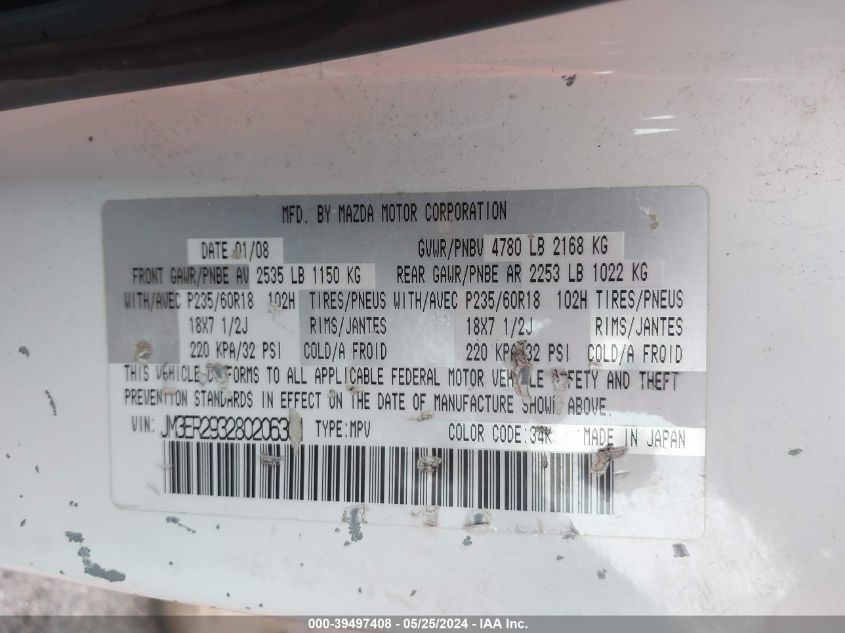 MFD. BY MAZDA MOTOR CORPORATION
DATE 01/08 GVWR/PNBV 4780 LB 2168 KG
FRONT GAWR/PNBE AV 2535 LB 1150 KG REAR GAWR/PNBE AR 2253 LB 1022 KG
WITH/AVEC P235/60R18 102H TIRES/PNEUS WITH/AVEC P235/60R18 102H TIRES/PNEUS
18X7 1/2J RIMS/JANTES 18X7 1/2J RIMS/JANTES
220 KPA/32 PSI COLD/A FROID 220 KPA/32 PSI COLD/A FROID
THIS VEHICLE CONFORMS TO ALL APPLICABLE FEDERAL MOTOR VEHICLE SAFETY AND THEFT
PREVENTION STANDARDS IN EFFECT ON THE DATE OF MANUFACTURE SHOWN ABOVE.
VIN: TYPE:MPV COLOR CODE:34K MADE IN JAPAN
000-39497408 - 05/25/2024 - IAA Inc.